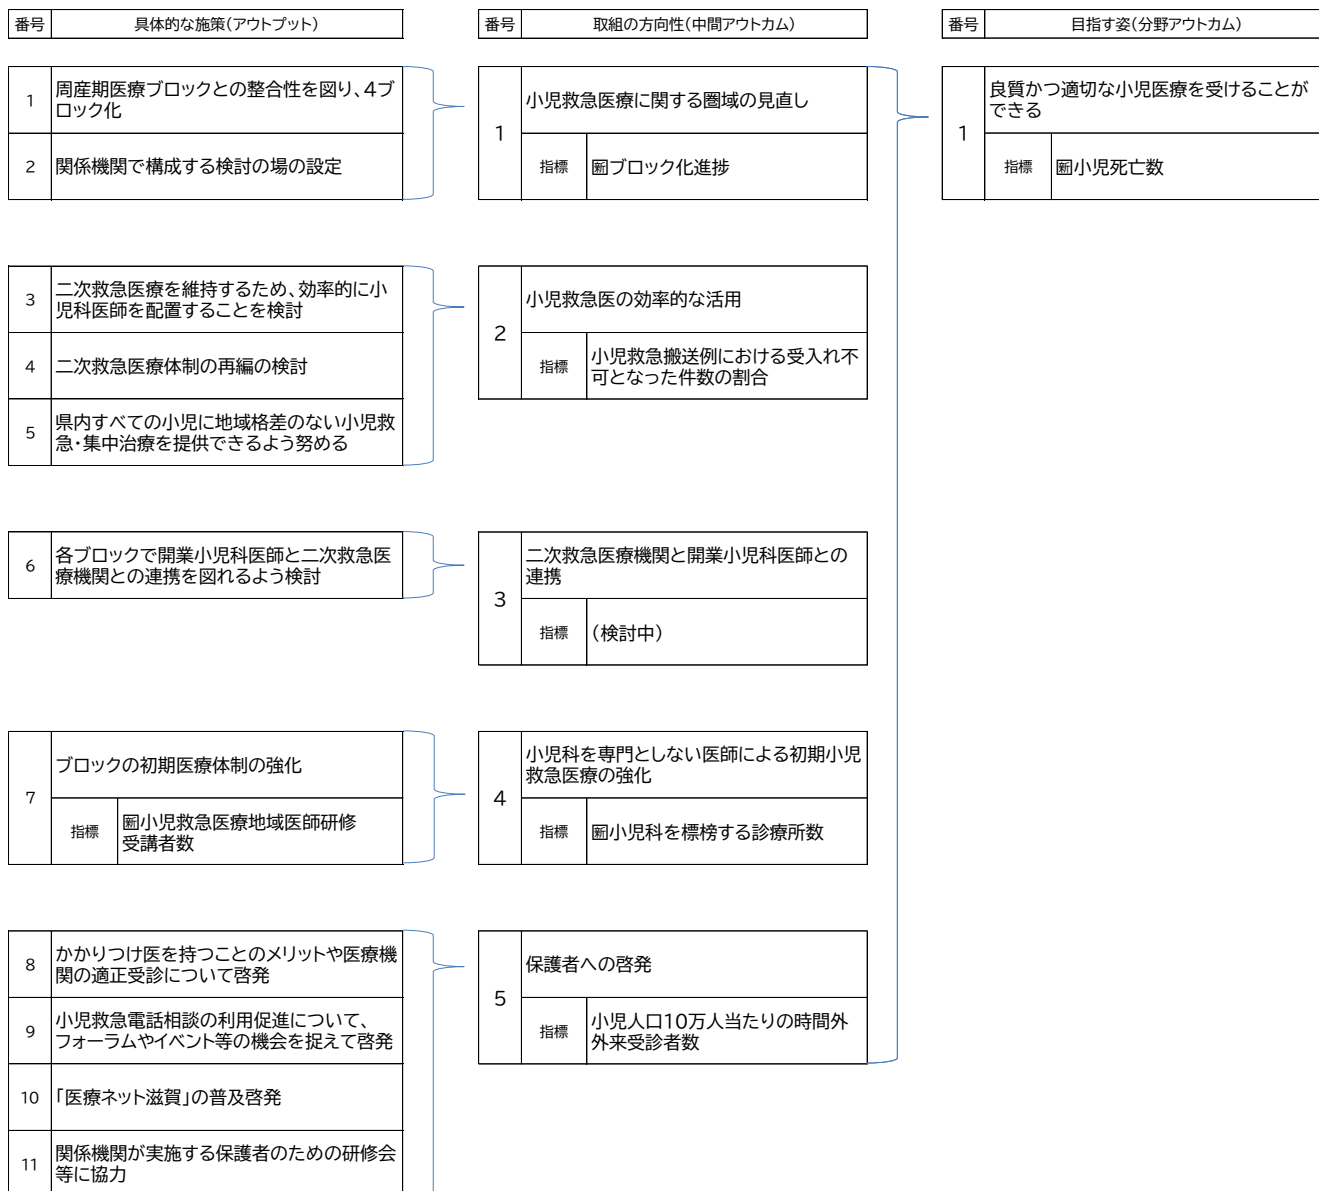 番号
具体的な施策(アウトプット)
番号
取組の方向性(中間アウトカム)
番号
目指す姿(分野アウトカム)
1
周産期医療ブロックとの整合性を図り、4ブ
ロック化
2
関係機関で構成する検討の場の設定
1
小児救急医療に関する圏域の見直し
指標
圏ブロック化進捗
1
良質かつ適切な小児医療を受けることが
できる
指標
圏小児死亡数
3
二次救急医療を維持するため、効率的に小
児科医師を配置することを検討
4
二次救急医療体制の再編の検討
5
県内すべての小児に地域格差のない小児救
急・集中治療を提供できるよう努める
2
小児救急医の効率的な活用
指標
小児救急搬送例における受入れ不
可となった件数の割合
6
各ブロックで開業小児科医師と二次救急医
療機関との連携を図れるよう検討
3
二次救急医療機関と開業小児科医師との
連携
指標
(検討中)
7
ブロックの初期医療体制の強化
指標
圏小児救急医療地域医師研修
受講者数
4
小児科を専門としない医師による初期小児
救急医療の強化
指標
圏小児科を標榜する診療所数
8
かかりつけ医を持つことのメリットや医療機
関の適正受診について啓発
9
小児救急電話相談の利用促進について、
フォーラムやイベント等の機会を捉えて啓発
10
「医療ネット滋賀」の普及啓発
11
関係機関が実施する保護者のための研修会
等に協力
5
保護者への啓発
指標
小児人口10万人当たりの時間外
外来受診者数